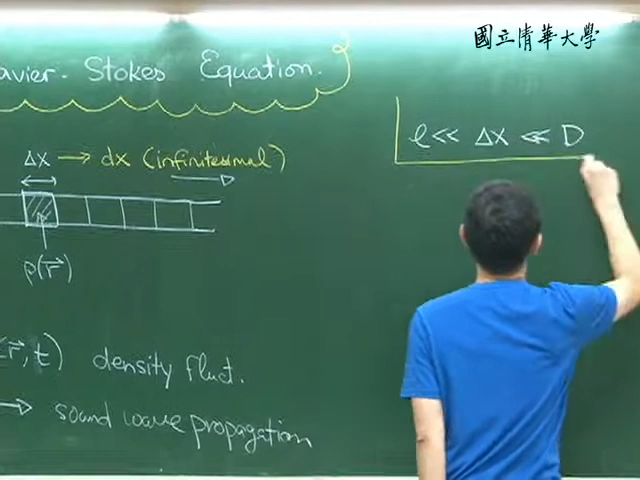 國立清華大學
avier-Stokes Equation.
ℓ << Δx << D
Δx → dx (infinitesimal)
ρ(r⃗)
(r⃗,t) density fluct.
→ sound wave propagation